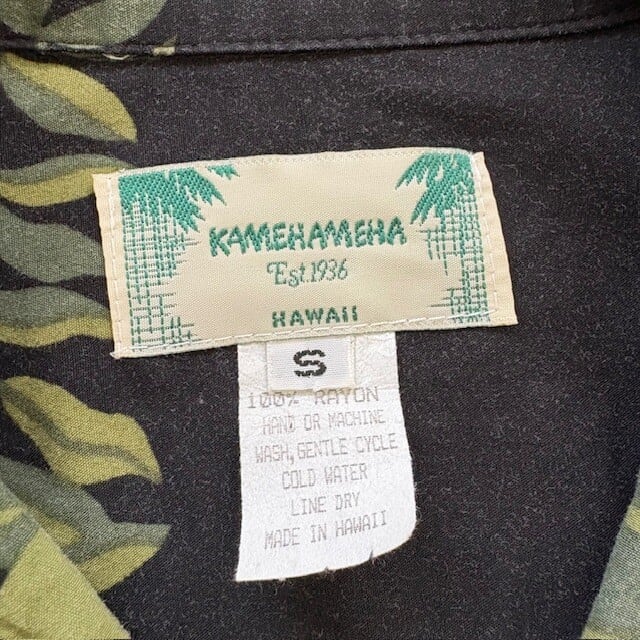 KAMEHAMEHA
Est.1936
HAWAII
S
100% RAYON
HAND OR MACHINE
WASH, GENTLE CYCLE
COLD WATER
LINE DRY
MADE IN HAWAII